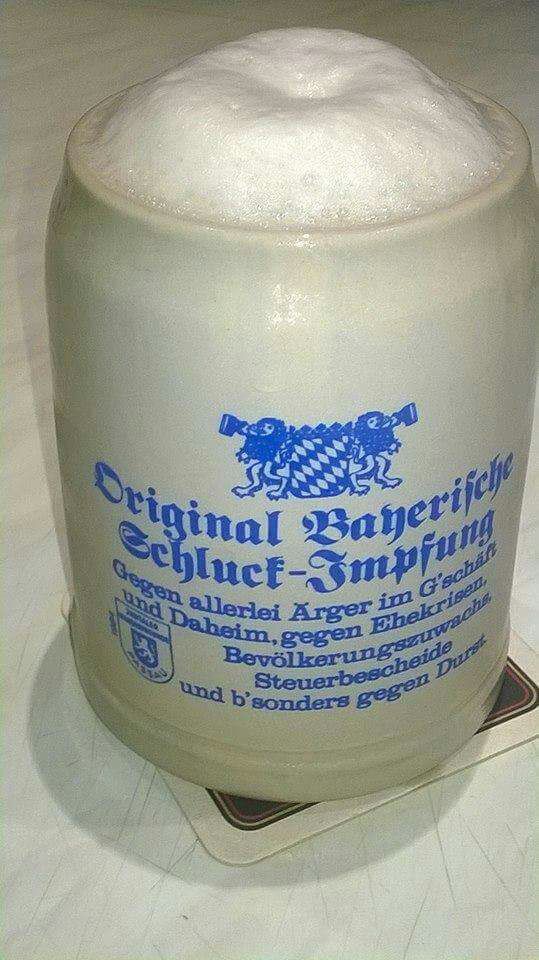 Original Bayerische
Schluck-Impfung
Gegen allerlei Ärger im G'schäft
und Daheim, gegen Ehekrisen,
Bevölkerungszuwachs,
Steuerbescheide
und b'sonders gegen Durst.